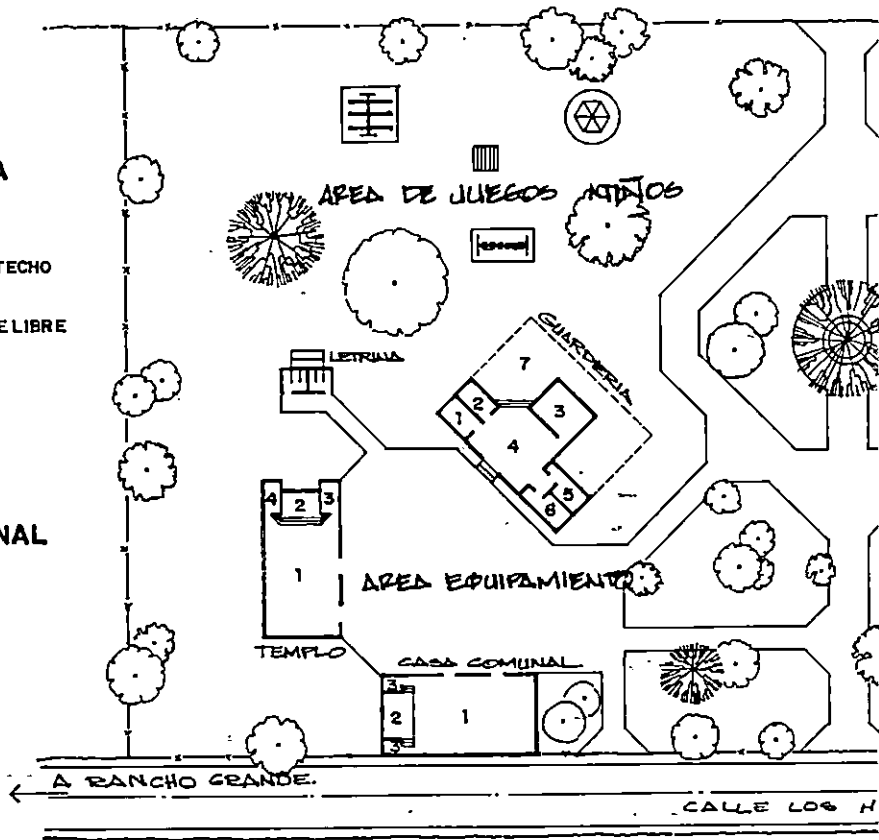 A
TECHO
E LIBRE
NAL
AREA DE JUEGOS NIÑOS
LETRINA
GUARDERIA
7
2
1
3
4
5
6
4
2
3
1
TEMPLO
AREA EQUIPAMIENTO
CASA COMUNAL
3
2
1
3
A RANCHO GRANDE.
CALLE LOS H